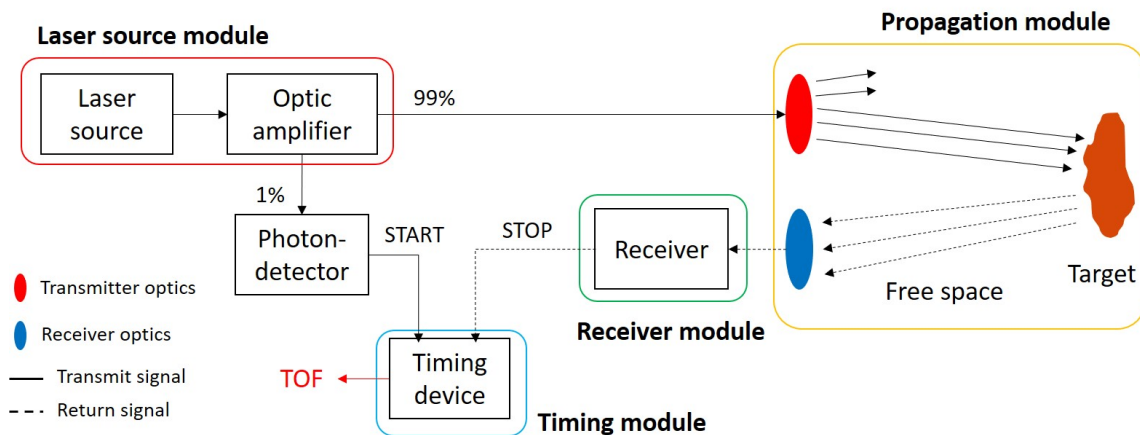 Propagation module
Laser source module
Laser
source
Optic
amplifier
99%
1%
Photon-
detector
START
STOP
Receiver
Target
Free space
Transmitter optics
Receiver optics
Receiver module
Transmit signal
Return signal
TOF
Timing
device
Timing module